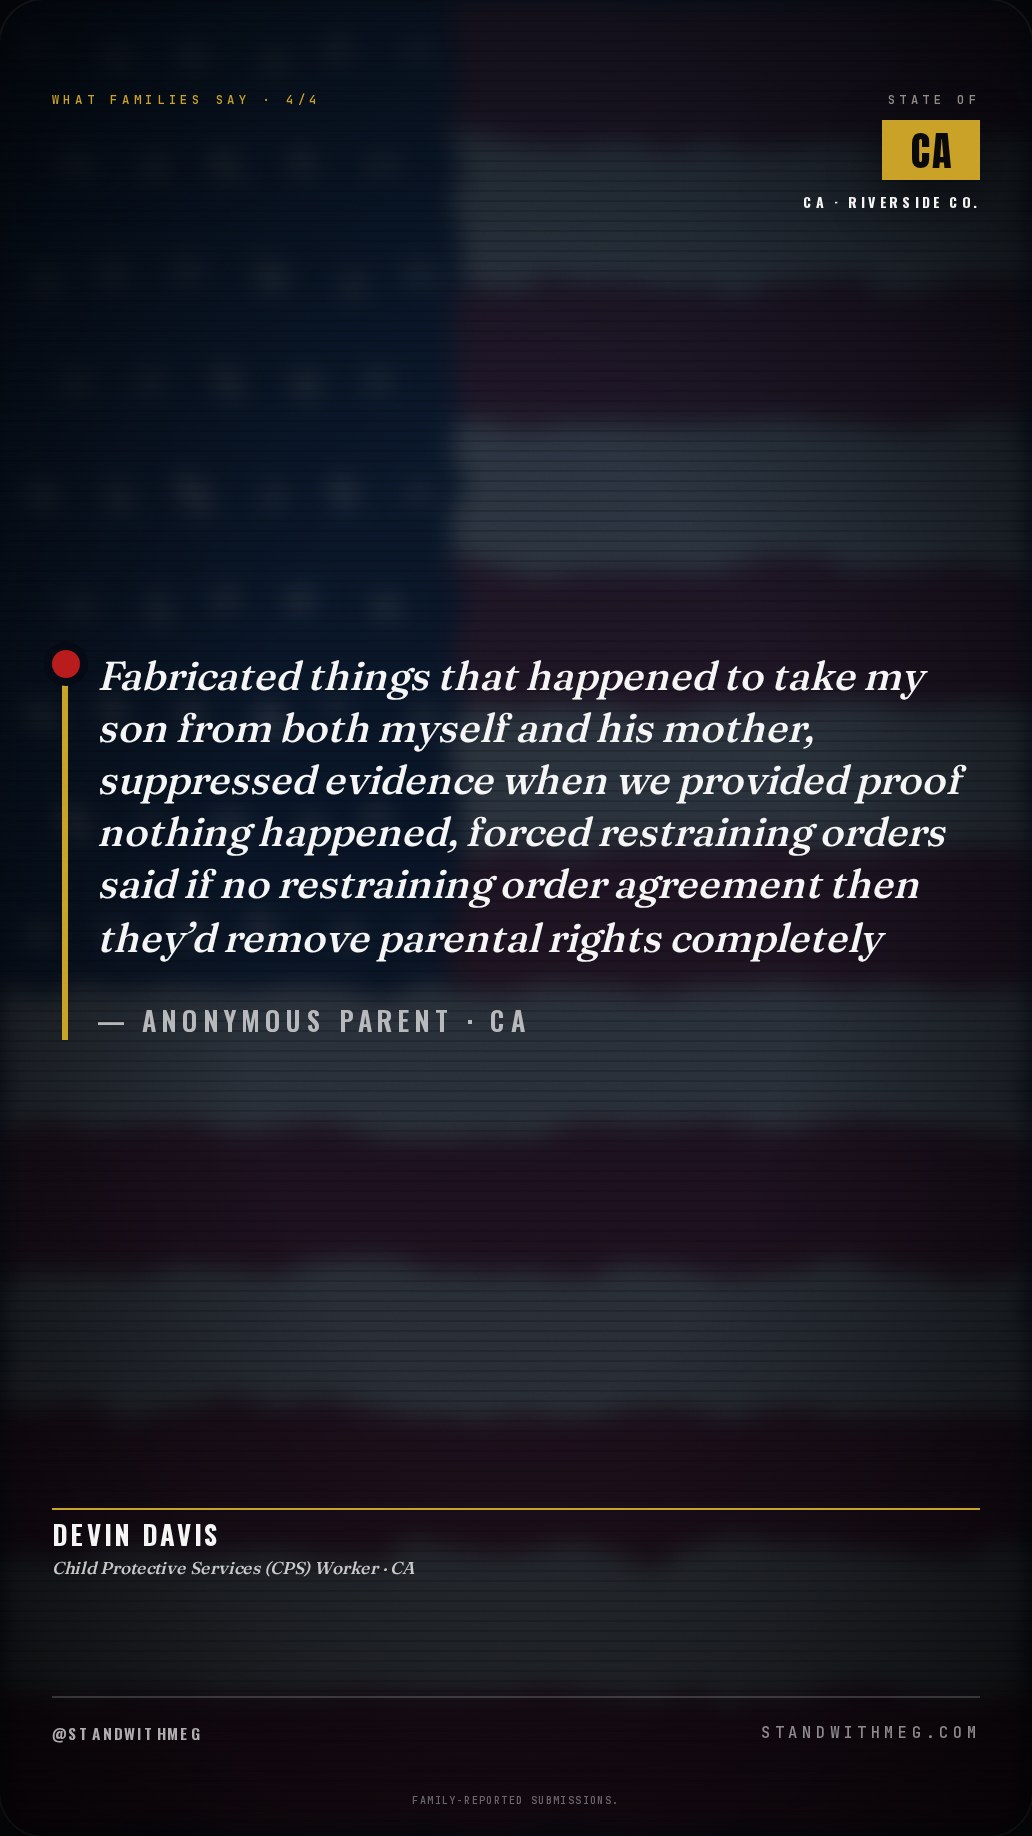 WHAT FAMILIES SAY · 4/4
STATE OF
CA
CA · RIVERSIDE CO.
Fabricated things that happened to take my
son from both myself and his mother,
suppressed evidence when we provided proof
nothing happened, forced restraining orders
said if no restraining order agreement then
they’d remove parental rights completely
— ANONYMOUS PARENT · CA
DEVIN DAVIS
Child Protective Services (CPS) Worker · CA
@STANDWITHMEG
STANDWITHMEG.COM
FAMILY-REPORTED SUBMISSIONS.